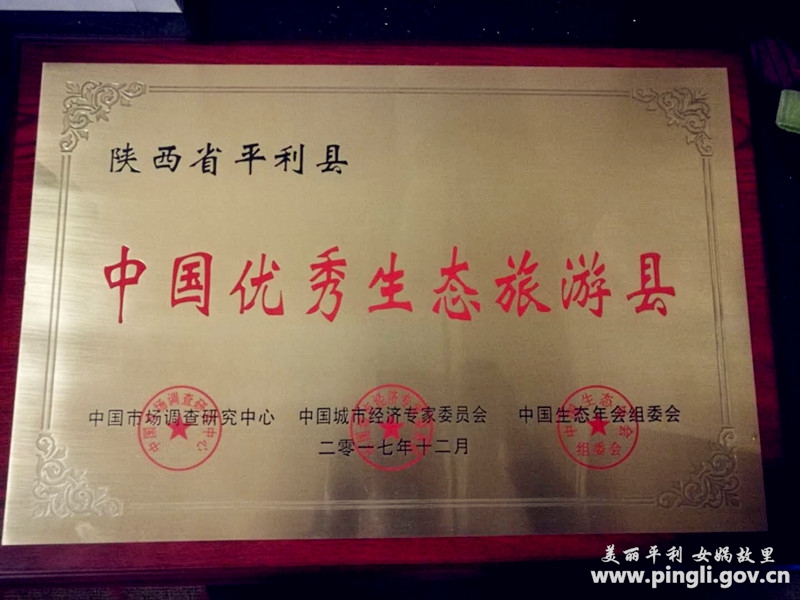 陕西省平利县
中国优秀生态旅游县
中国市场调查研究中心 中国城市经济专家委员会 中国生态年会组委会
二零一七年十二月
组委会
美丽平利 女娲故里
www.pingli.gov.cn